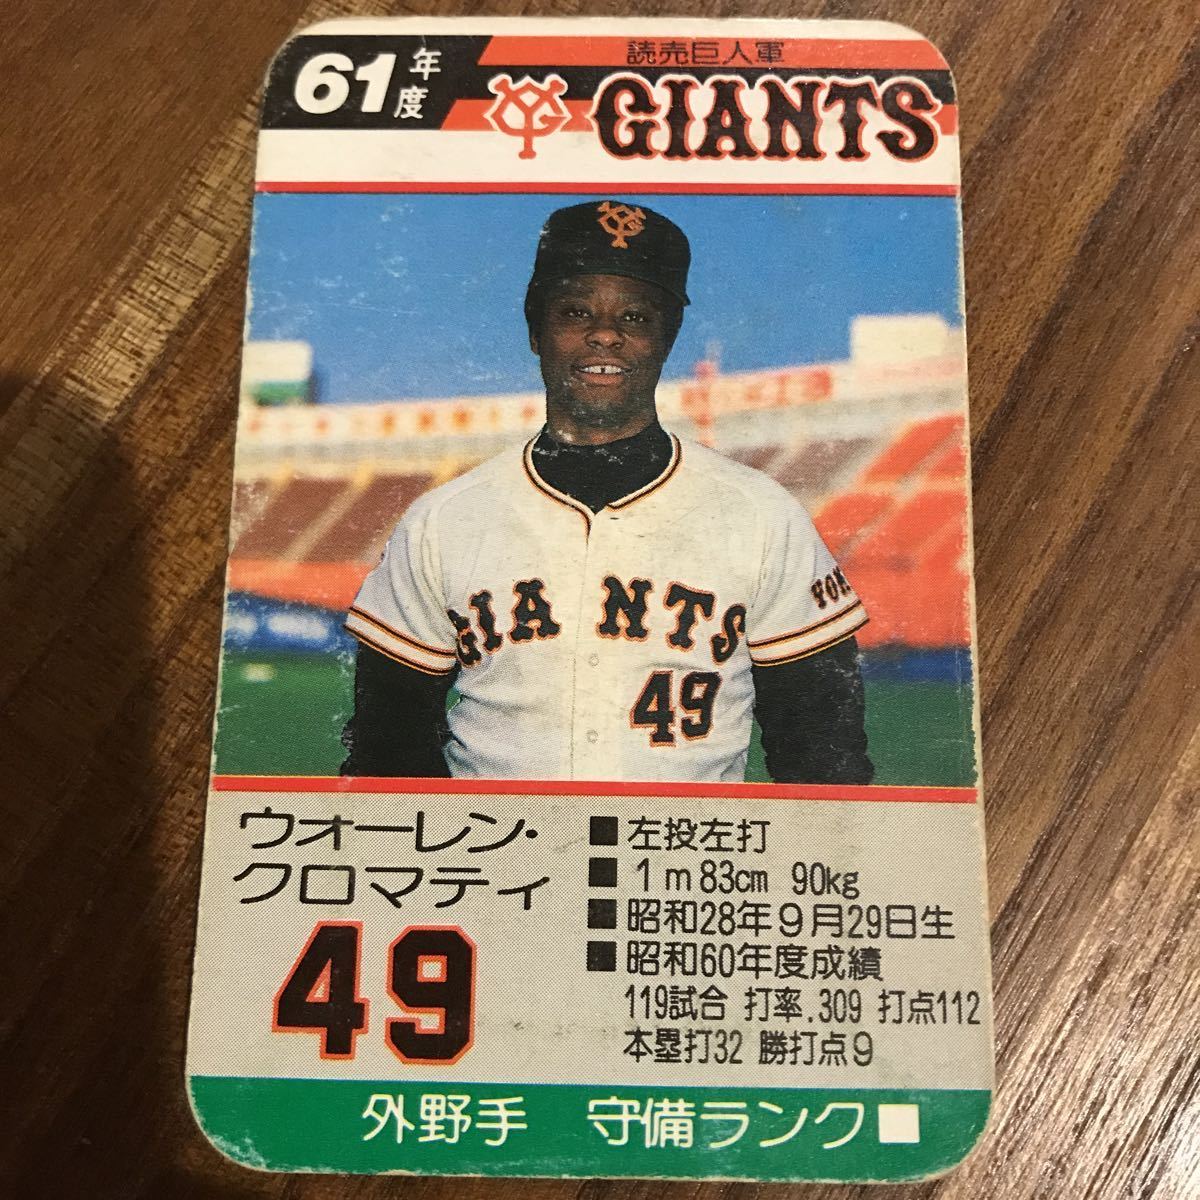 61年度
読売巨人軍
GIANTS
GIANTS
49
ウォーレン・
クロマティ
49
■左投左打
■1m83cm 90kg
■昭和28年9月29日生
■昭和60年度成績
119試合 打率.309 打点112
本塁打32 勝打点9
外野手 守備ランク■